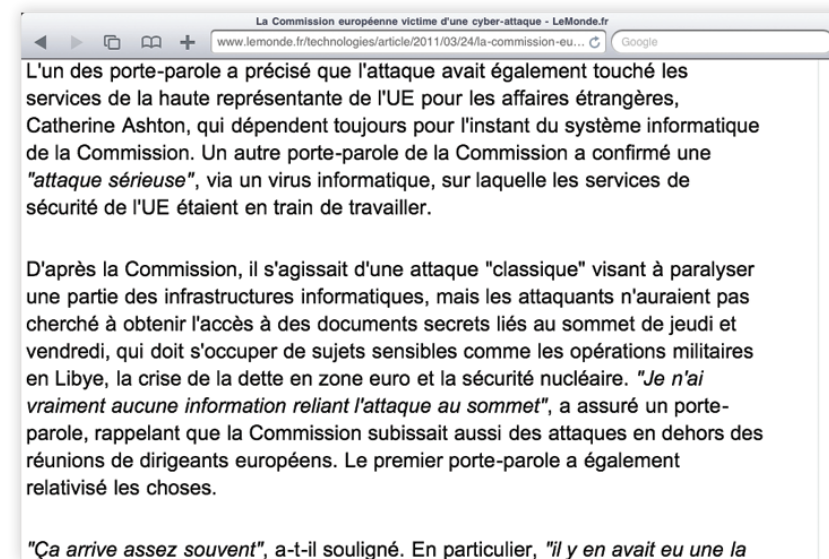 La Commission européenne victime d'une cyber-attaque - LeMonde.fr
www.lemonde.fr/technologies/article/2011/03/24/la-commission-eu... Google
L'un des porte-parole a précisé que l'attaque avait également touché les
services de la haute représentante de l'UE pour les affaires étrangères,
Catherine Ashton, qui dépendent toujours pour l'instant du système informatique
de la Commission. Un autre porte-parole de la Commission a confirmé une
"attaque sérieuse", via un virus informatique, sur laquelle les services de
sécurité de l'UE étaient en train de travailler.
D'après la Commission, il s'agissait d'une attaque "classique" visant à paralyser
une partie des infrastructures informatiques, mais les attaquants n'auraient pas
cherché à obtenir l'accès à des documents secrets liés au sommet de jeudi et
vendredi, qui doit s'occuper de sujets sensibles comme les opérations militaires
en Libye, la crise de la dette en zone euro et la sécurité nucléaire. "Je n'ai
vraiment aucune information reliant l'attaque au sommet", a assuré un porte-
parole, rappelant que la Commission subissait aussi des attaques en dehors des
réunions de dirigeants européens. Le premier porte-parole a également
relativisé les choses.
"Ça arrive assez souvent", a-t-il souligné. En particulier, "il y en avait eu une la